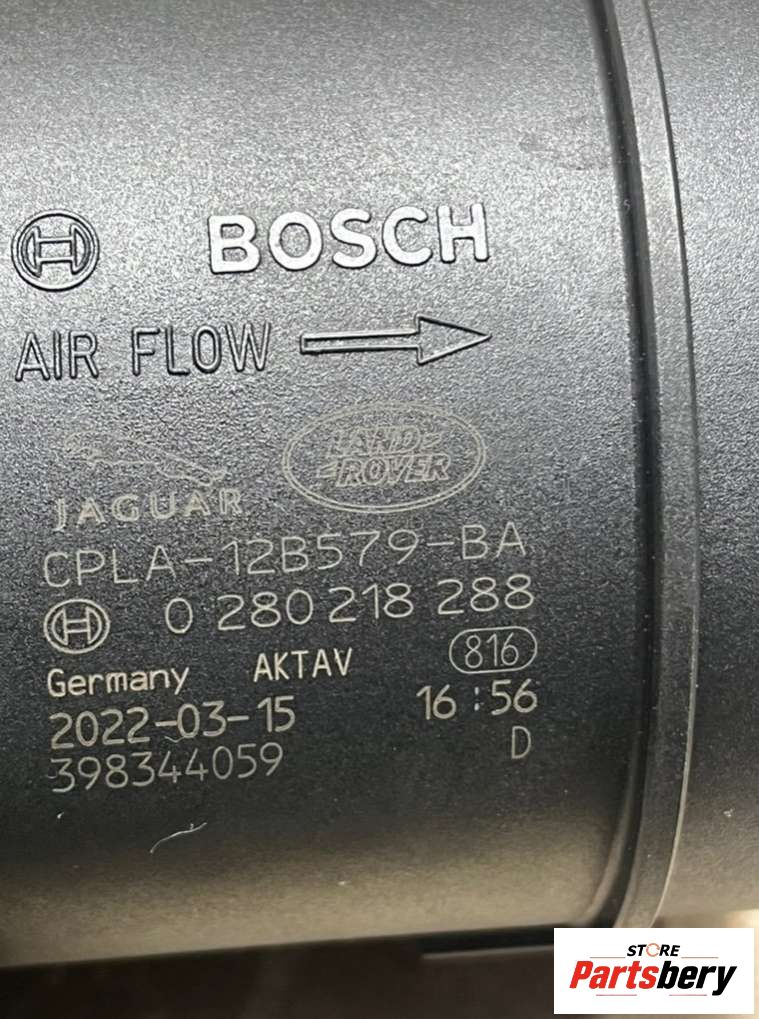 BOSCH
AIR FLOW
JAGUAR
LAND
ROVER
CPLA-12B579-BA
0 280 218 288
Germany AKTAV 816
2022-03-15 16:56
398344059 D
STORE
Partsbery